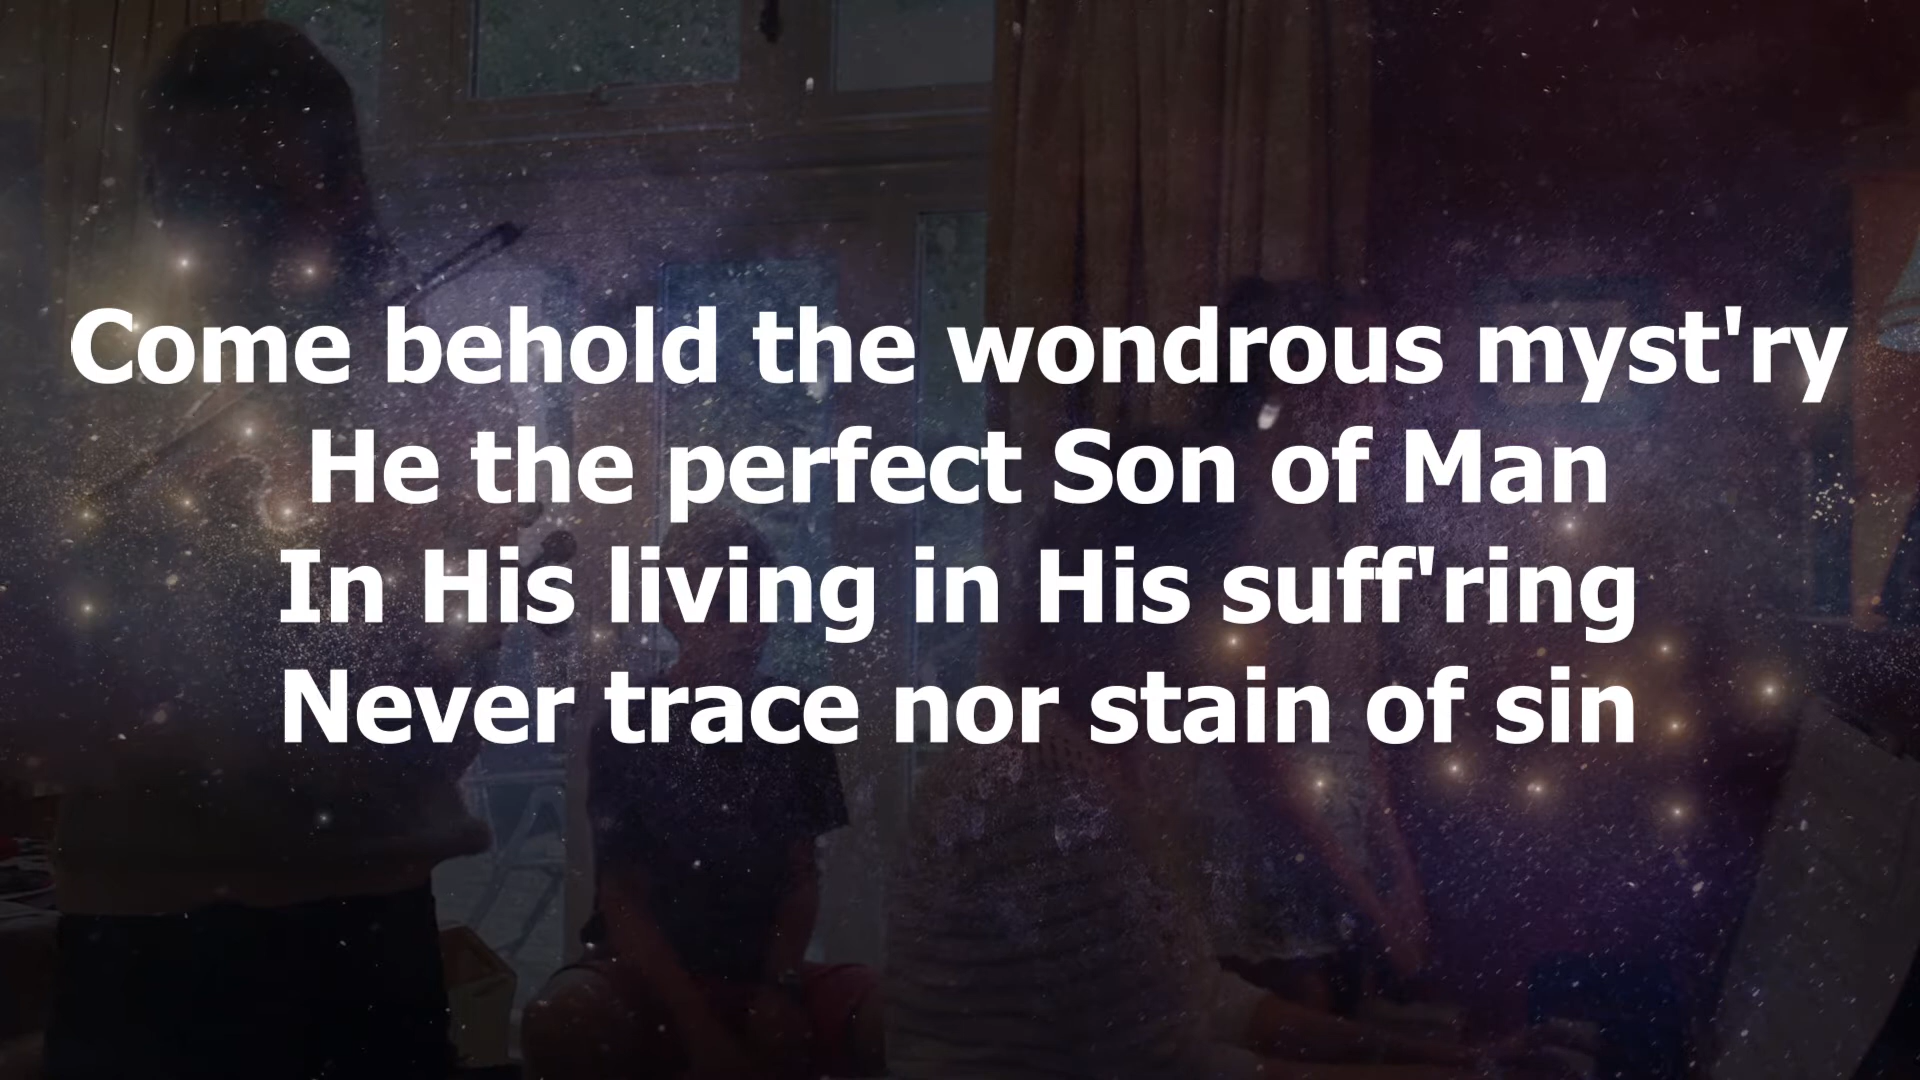 Come behold the wondrous myst'ry
He the perfect Son of Man
In His living in His suff'ring
Never trace nor stain of sin